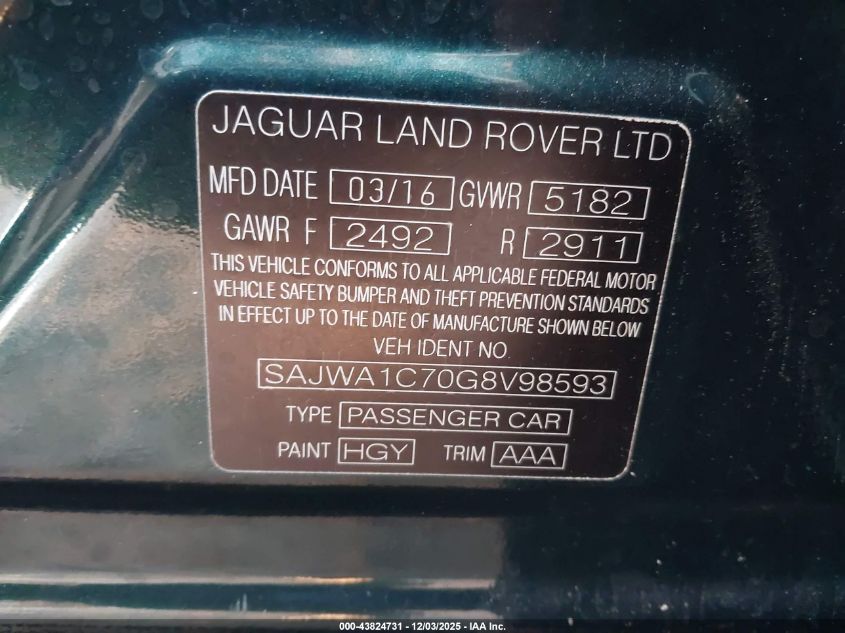 JAGUAR LAND ROVER LTD
MFD DATE 03/16 GVWR 5182
GAWR F 2492 R 2911
THIS VEHICLE CONFORMS TO ALL APPLICABLE FEDERAL MOTOR
VEHICLE SAFETY BUMPER AND THEFT PREVENTION STANDARDS
IN EFFECT UP TO THE DATE OF MANUFACTURE SHOWN BELOW
VEH IDENT NO.
SAJWA1C70G8V98593
TYPE PASSENGER CAR
PAINT HGY TRIM AAA
000-43824731 - 12/03/2025 - IAA Inc.